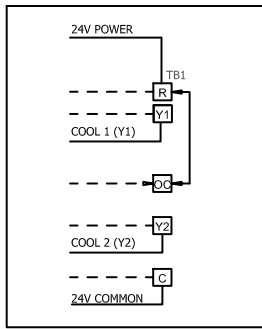 24V POWER
TB1
R
Y1
COOL 1 (Y1)
OC
Y2
COOL 2 (Y2)
C
24V COMMON